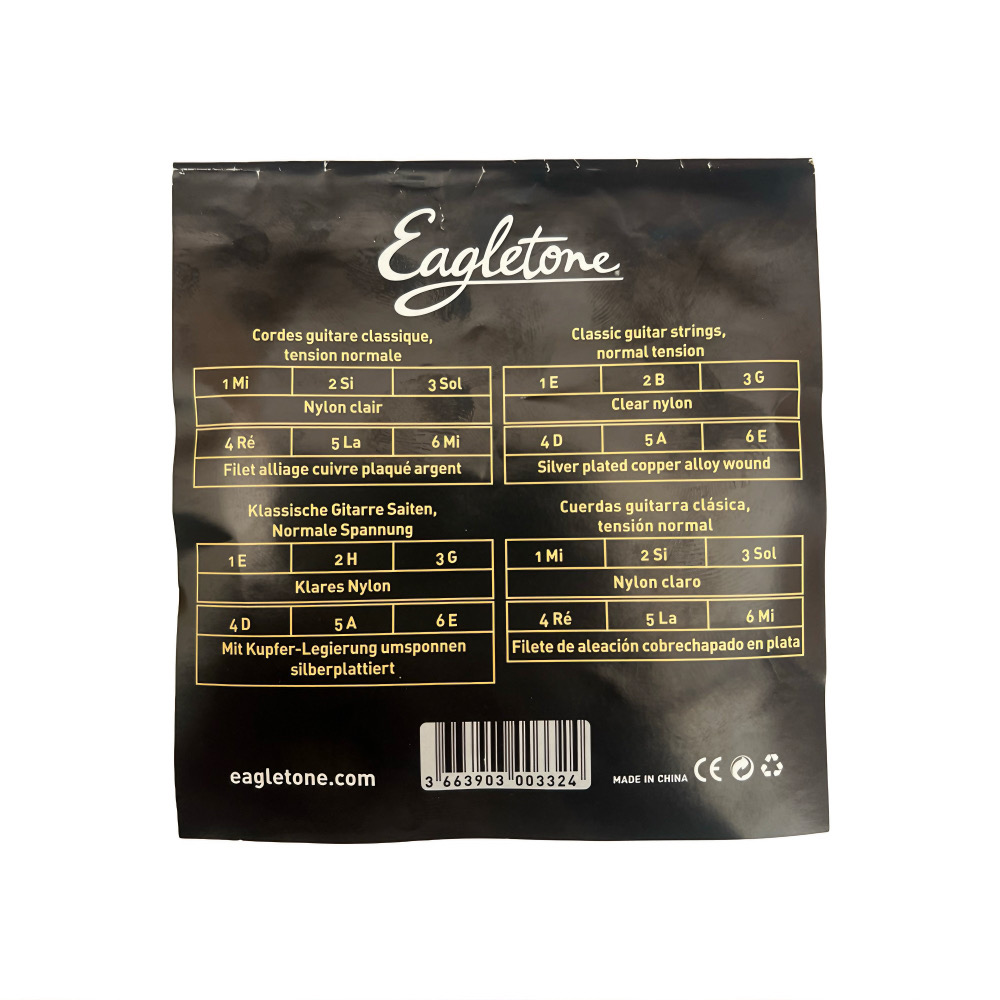 Eagletone
Cordes guitare classique,
tension normale
1 Mi 2 Si 3 Sol
Nylon clair
4 Ré 5 La 6 Mi
Filet alliage cuivre plaqué argent
Classic guitar strings,
normal tension
1 E 2 B 3 G
Clear nylon
4 D 5 A 6 E
Silver plated copper alloy wound
Klassische Gitarre Saiten,
Normale Spannung
1 E 2 H 3 G
Klares Nylon
4 D 5 A 6 E
Mit Kupfer-Legierung umsponnen
silberplattiert
Cuerdas guitarra clásica,
tensión normal
1 Mi 2 Si 3 Sol
Nylon claro
4 Ré 5 La 6 Mi
Filete de aleación cobrechapado en plata
eagletone.com
3 663903 003324
MADE IN CHINA CE